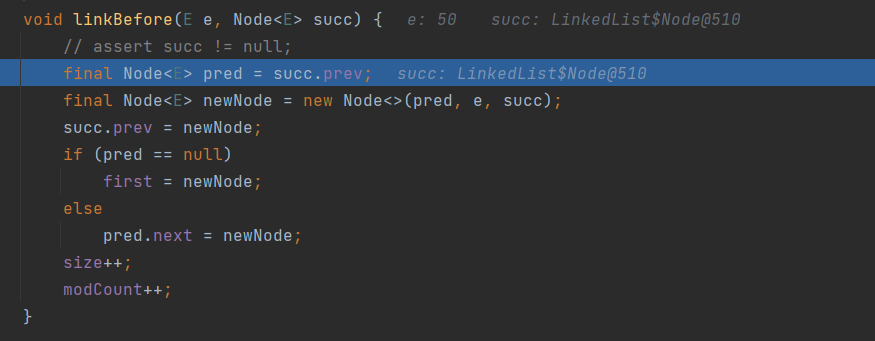 void linkBefore(E e, Node<E> succ) {   e: 50    succ: LinkedList$Node@510
    // assert succ != null;
    final Node<E> pred = succ.prev;   succ: LinkedList$Node@510
    final Node<E> newNode = new Node<>(pred, e, succ);
    succ.prev = newNode;
    if (pred == null)
        first = newNode;
    else
        pred.next = newNode;
    size++;
    modCount++;
}